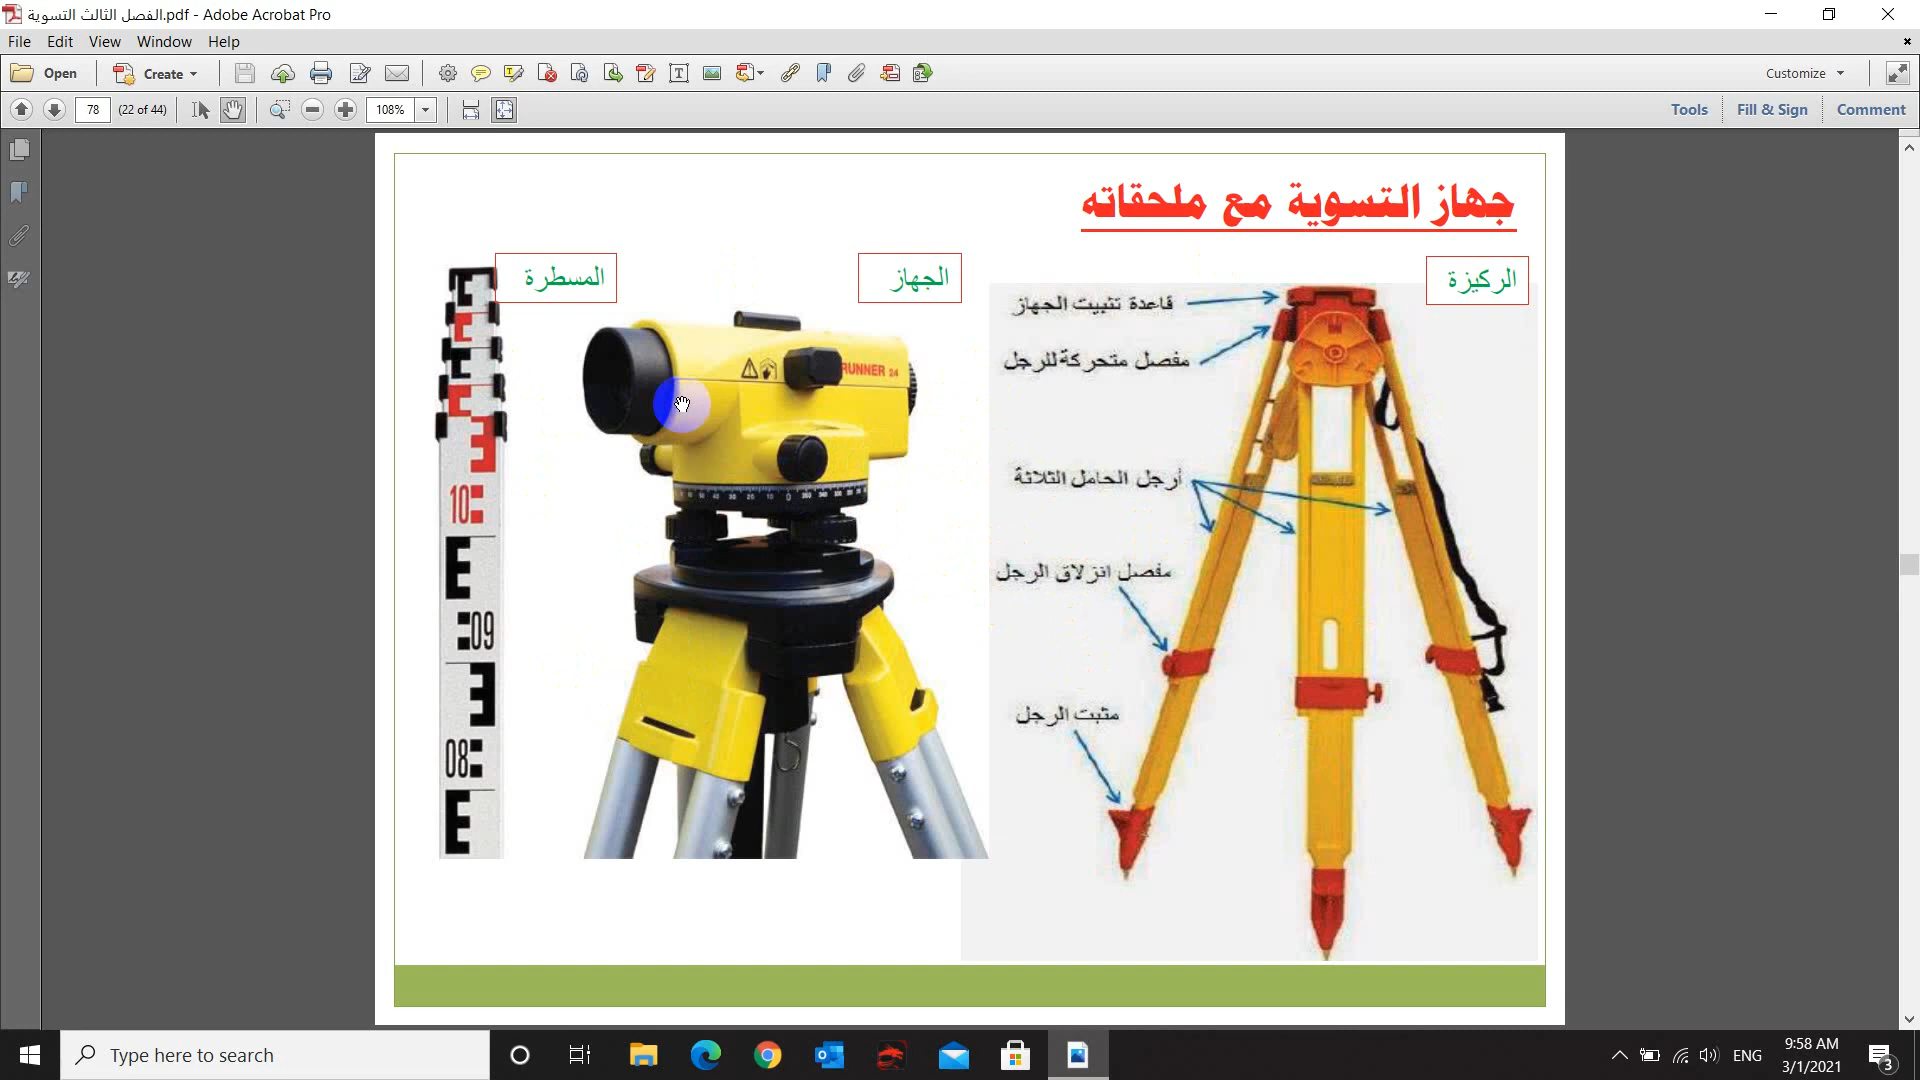 الفصل الثالث التسوية.pdf - Adobe Acrobat Pro
File Edit View Window Help
Open Create Customize
78 (22 of 44) 108% Tools Fill & Sign Comment
جهاز التسوية مع ملحقاته
الركيزة
الجهاز
المسطرة
قاعدة تثبيت الجهاز
مفصل متحركة للرجل
أرجل الحامل الثلاثة
مفصل انزلاق الرجل
مثبت الرجل
RUNNER 24
10
09
08
Type here to search
ENG
9:58 AM
3/1/2021
3